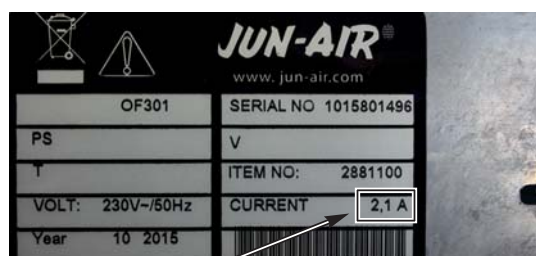 JUN-AIR®
www.jun-air.com
OF301 SERIAL NO 1015801496
PS V
T ITEM NO: 2881100
VOLT: 230V~/50Hz CURRENT 2,1 A
Year 10 2015